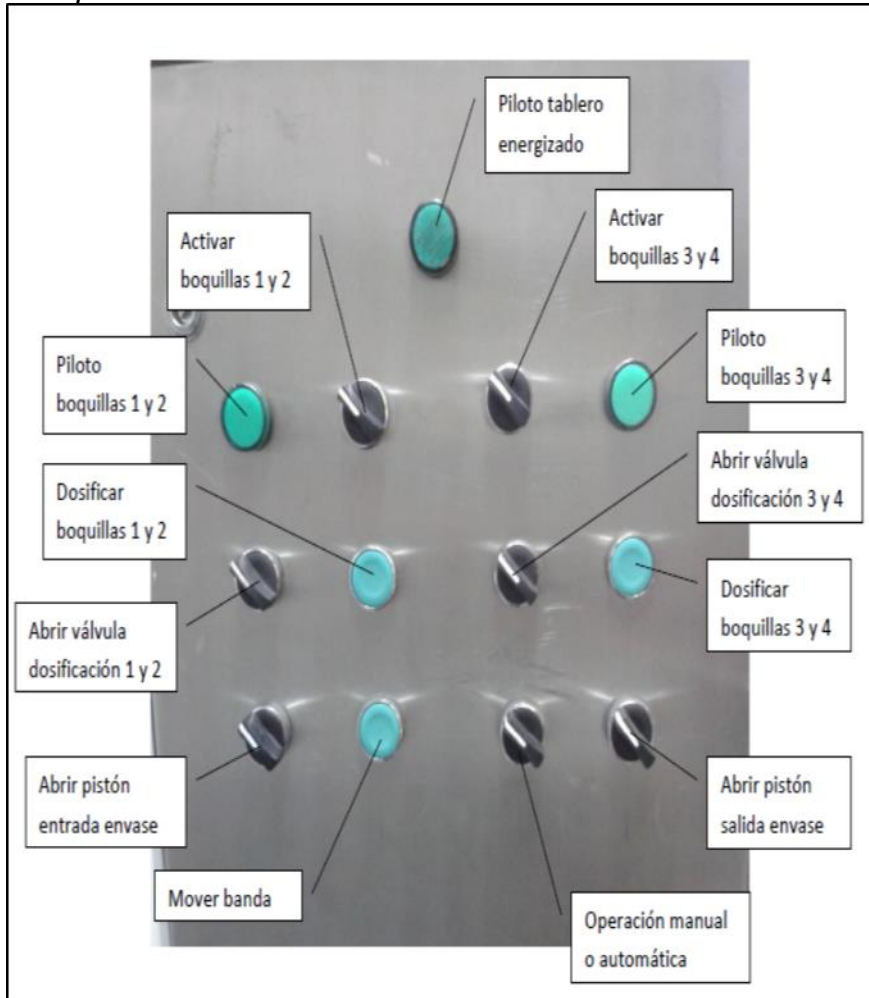 Piloto tablero
energizado
Activar
boquillas 1 y 2
Activar
boquillas 3 y 4
Piloto
boquillas 1 y 2
Piloto
boquillas 3 y 4
Dosificar
boquillas 1 y 2
Abrir válvula
dosificación 3 y 4
Abrir válvula
dosificación 1 y 2
Dosificar
boquillas 3 y 4
Abrir pistón
entrada envase
Abrir pistón
salida envase
Mover banda
Operación manual
o automática